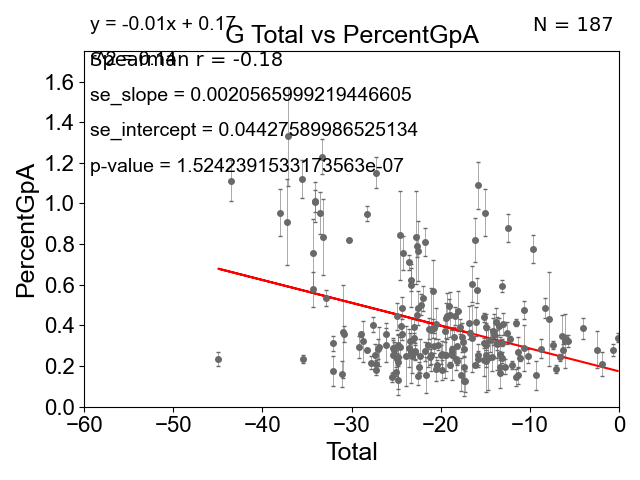 y = -0.01x + 0.17
N = 187
G Total vs PercentGpA
Spearman r = -0.18
se_slope = 0.0020565999219446605
se_intercept = 0.04427589986525134
p-value = 1.5242391533173563e-07
PercentGpA
1.6
1.4
1.2
1.0
0.8
0.6
0.4
0.2
0.0
−60
−50
−40
−30
−20
−10
0
Total